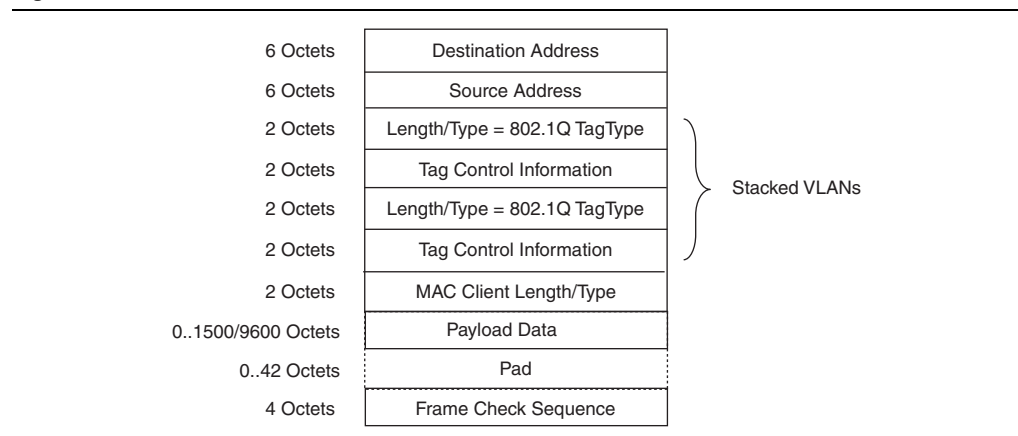 6 Octets Destination Address
6 Octets Source Address
2 Octets Length/Type = 802.1Q TagType
2 Octets Tag Control Information
Stacked VLANs
2 Octets Length/Type = 802.1Q TagType
2 Octets Tag Control Information
2 Octets MAC Client Length/Type
0..1500/9600 Octets Payload Data
0..42 Octets Pad
4 Octets Frame Check Sequence